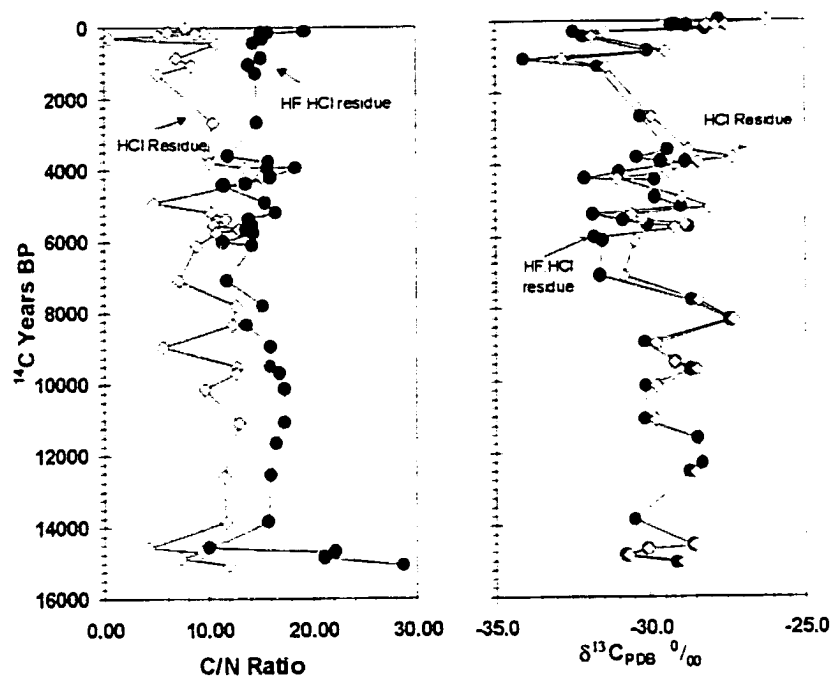 0
2000
4000
6000
8000
10000
12000
14000
16000
¹⁴C Years BP
0.00 10.00 20.00 30.00
C/N Ratio
HF HCl residue
HCl Residue
HCl Residue
HF HCl
residue
-35.0 -30.0 -25.0
δ¹³C_PDB ⁰/₀₀